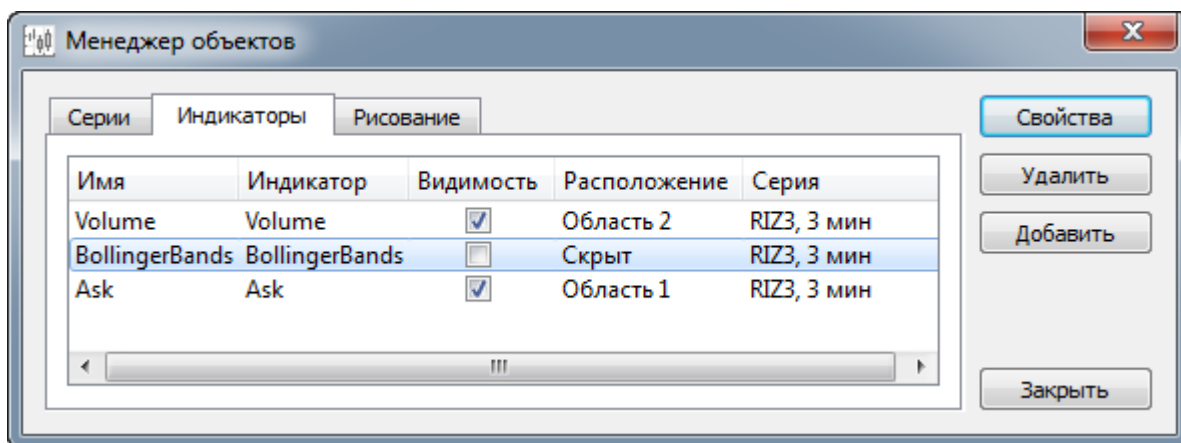 Менеджер объектов
Серии Индикаторы Рисование
Свойства
Имя Индикатор Видимость Расположение Серия
Удалить
Volume Volume Область 2 RIZ3, 3 мин
Добавить
BollingerBands BollingerBands Скрыт RIZ3, 3 мин
Ask Ask Область 1 RIZ3, 3 мин
Закрыть